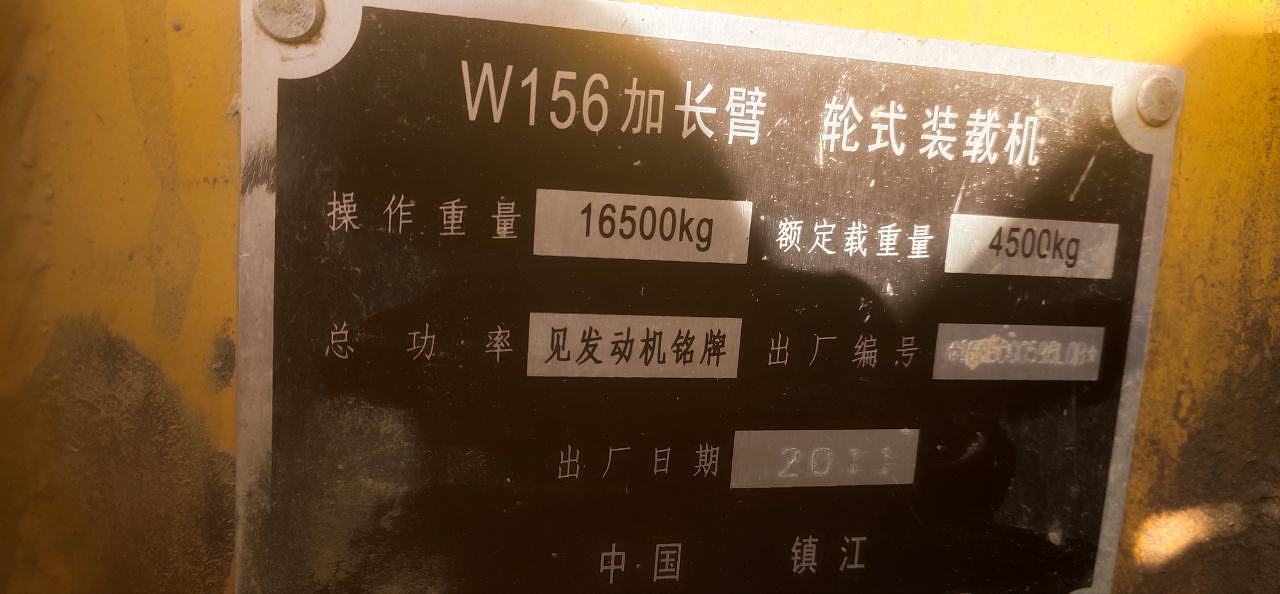 W156加长臂 轮式装载机
操作重量 16500kg 额定载重量 4500kg
总功率 见发动机铭牌 出厂编号
出厂日期 2011
中国 镇江